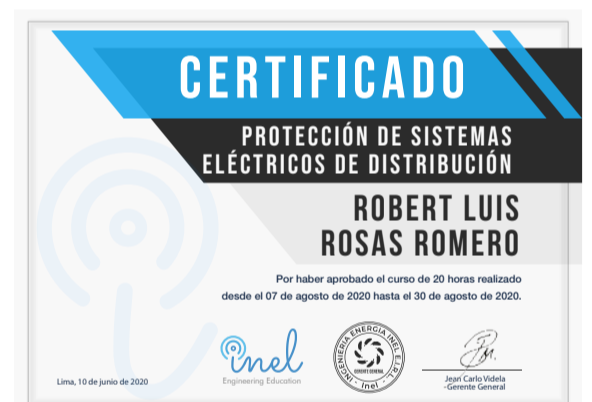 CERTIFICADO
PROTECCIÓN DE SISTEMAS
ELÉCTRICOS DE DISTRIBUCIÓN
ROBERT LUIS
ROSAS ROMERO
Por haber aprobado el curso de 20 horas realizado
desde el 07 de agosto de 2020 hasta el 30 de agosto de 2020.
inel
Engineering Education
INGENIERIA ENERGIA INEL E.I.R.L.
GERENTE GENERAL
- Inel -
Jean Carlo Videla
-Gerente General
Lima, 10 de junio de 2020